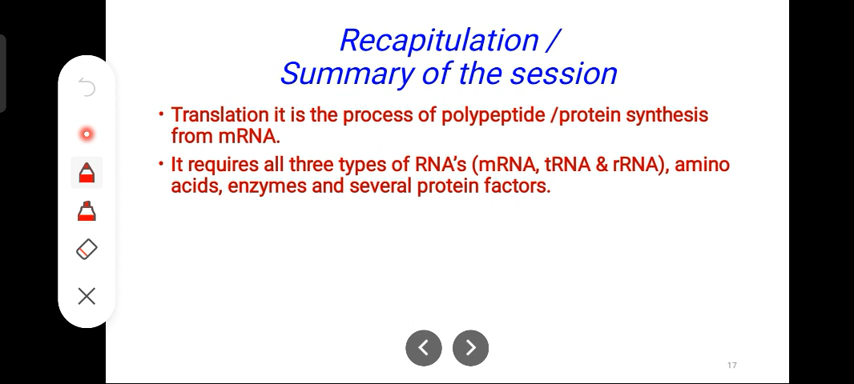 Recapitulation /
Summary of the session
• Translation it is the process of polypeptide /protein synthesis
from mRNA.
• It requires all three types of RNA's (mRNA, tRNA & rRNA), amino
acids, enzymes and several protein factors.
17